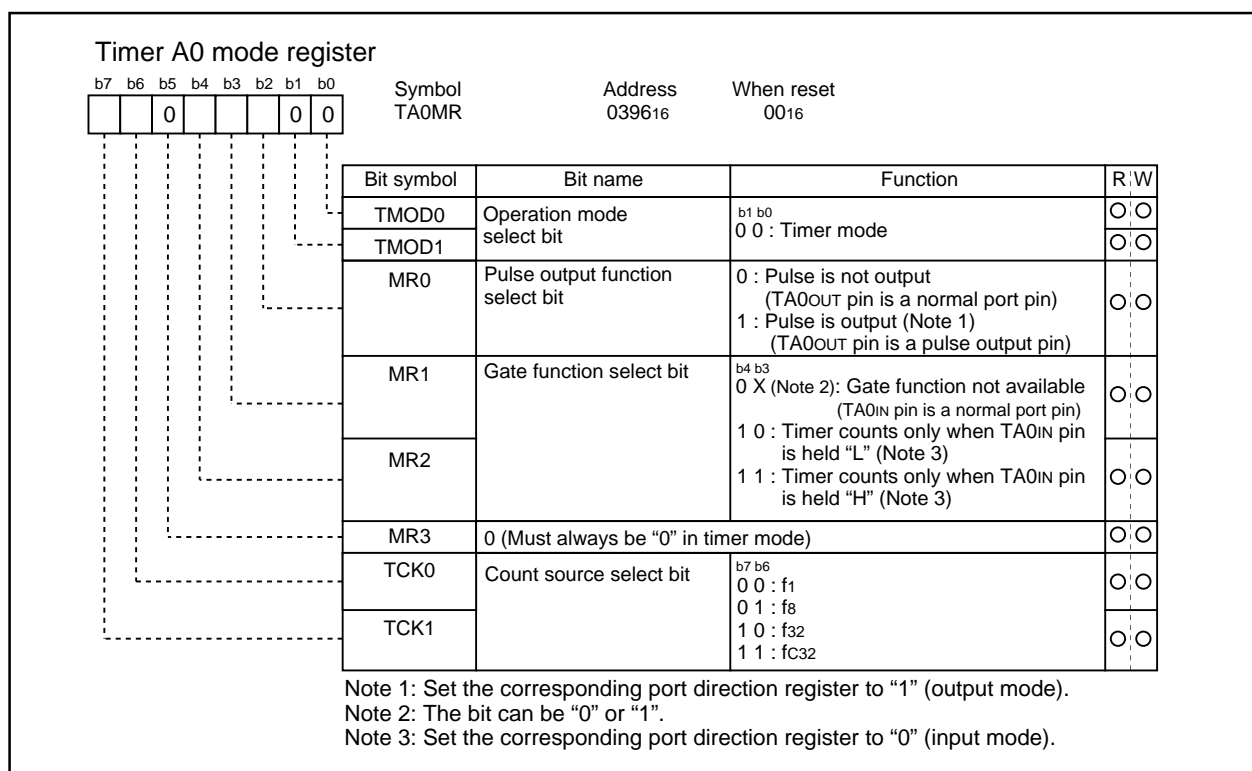 Timer A0 mode register
b7 b6 b5 b4 b3 b2 b1 b0
0 0 0
Symbol Address When reset
TA0MR 039616 0016
Bit symbol Bit name Function R W
TMOD0 Operation mode select bit b1 b0
0 0 : Timer mode
TMOD1
MR0 Pulse output function
select bit
0 : Pulse is not output
(TA0OUT pin is a normal port pin)
1 : Pulse is output (Note 1)
(TA0OUT pin is a pulse output pin)
MR1 Gate function select bit b4 b3
0 X (Note 2): Gate function not available
(TA0IN pin is a normal port pin)
1 0 : Timer counts only when TA0IN pin
is held “L” (Note 3)
MR2
1 1 : Timer counts only when TA0IN pin
is held “H” (Note 3)
MR3 0 (Must always be “0” in timer mode)
TCK0 Count source select bit b7 b6
0 0 : f1
0 1 : f8
TCK1
1 0 : f32
1 1 : fC32
Note 1: Set the corresponding port direction register to “1” (output mode).
Note 2: The bit can be “0” or “1”.
Note 3: Set the corresponding port direction register to “0” (input mode).